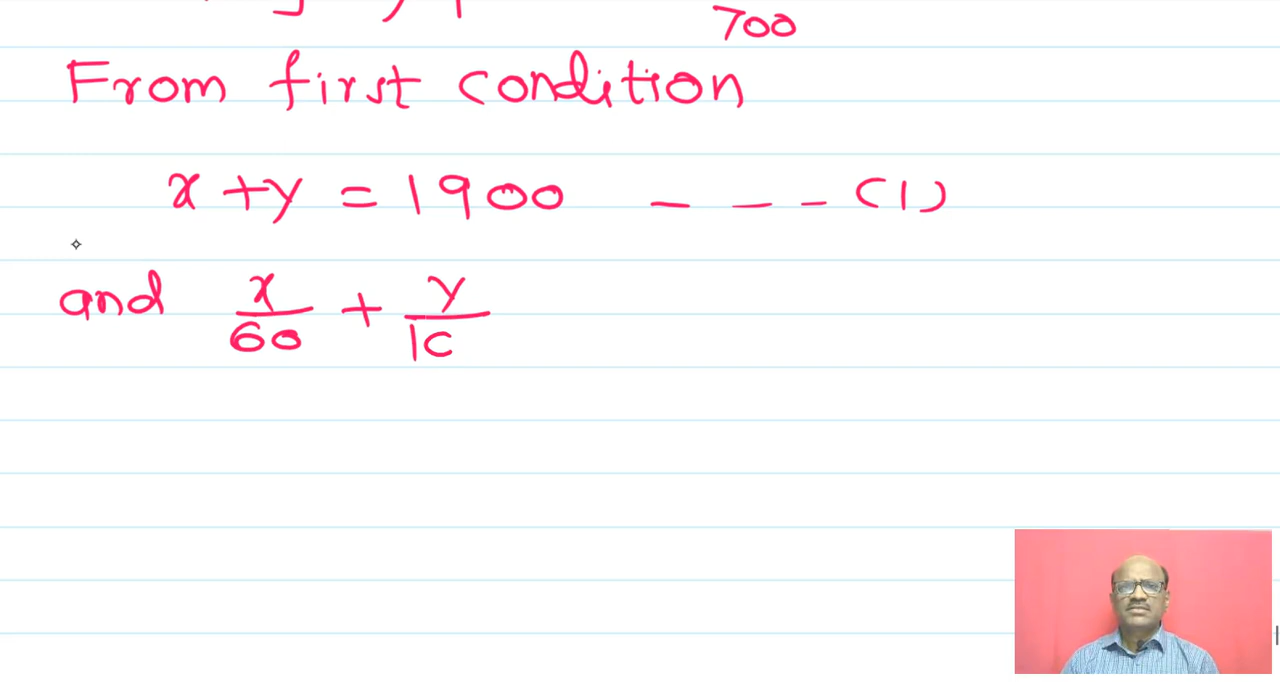 700
From first condition
x + y = 1900 - - - (1)
and x/60 + y/1c